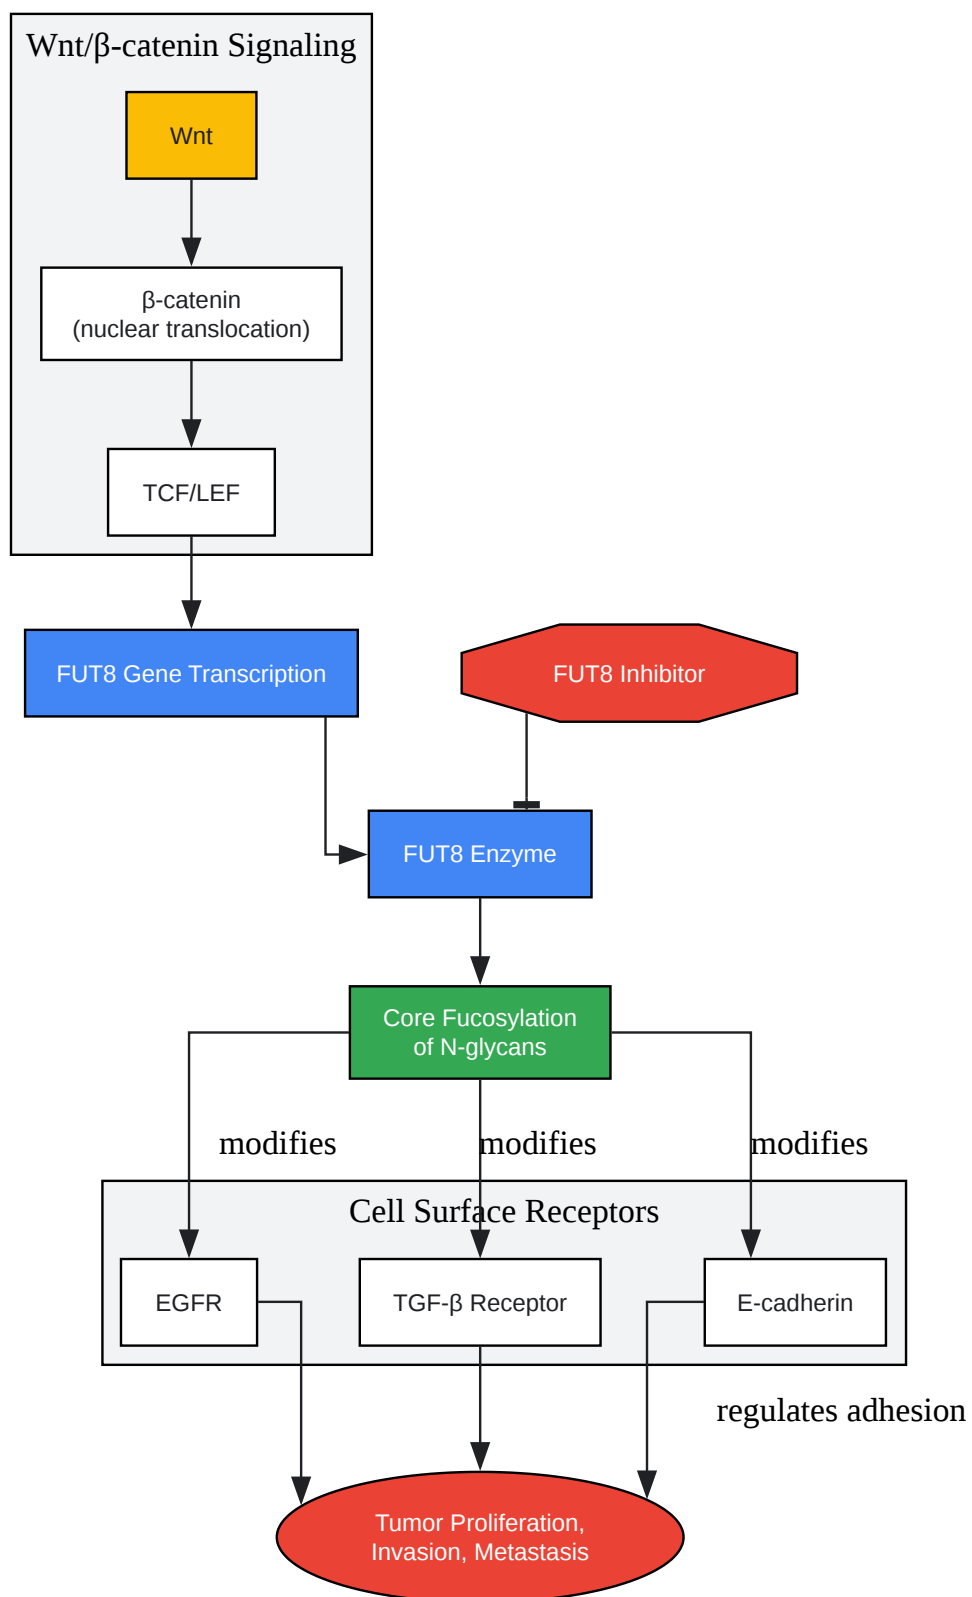 Wnt/β-catenin Signaling
Wnt
β-catenin
(nuclear translocation)
TCF/LEF
FUT8 Gene Transcription
FUT8 Inhibitor
FUT8 Enzyme
Core Fucosylation
of N-glycans
modifies
modifies
modifies
Cell Surface Receptors
EGFR
TGF-β Receptor
E-cadherin
regulates adhesion
Tumor Proliferation,
Invasion, Metastasis